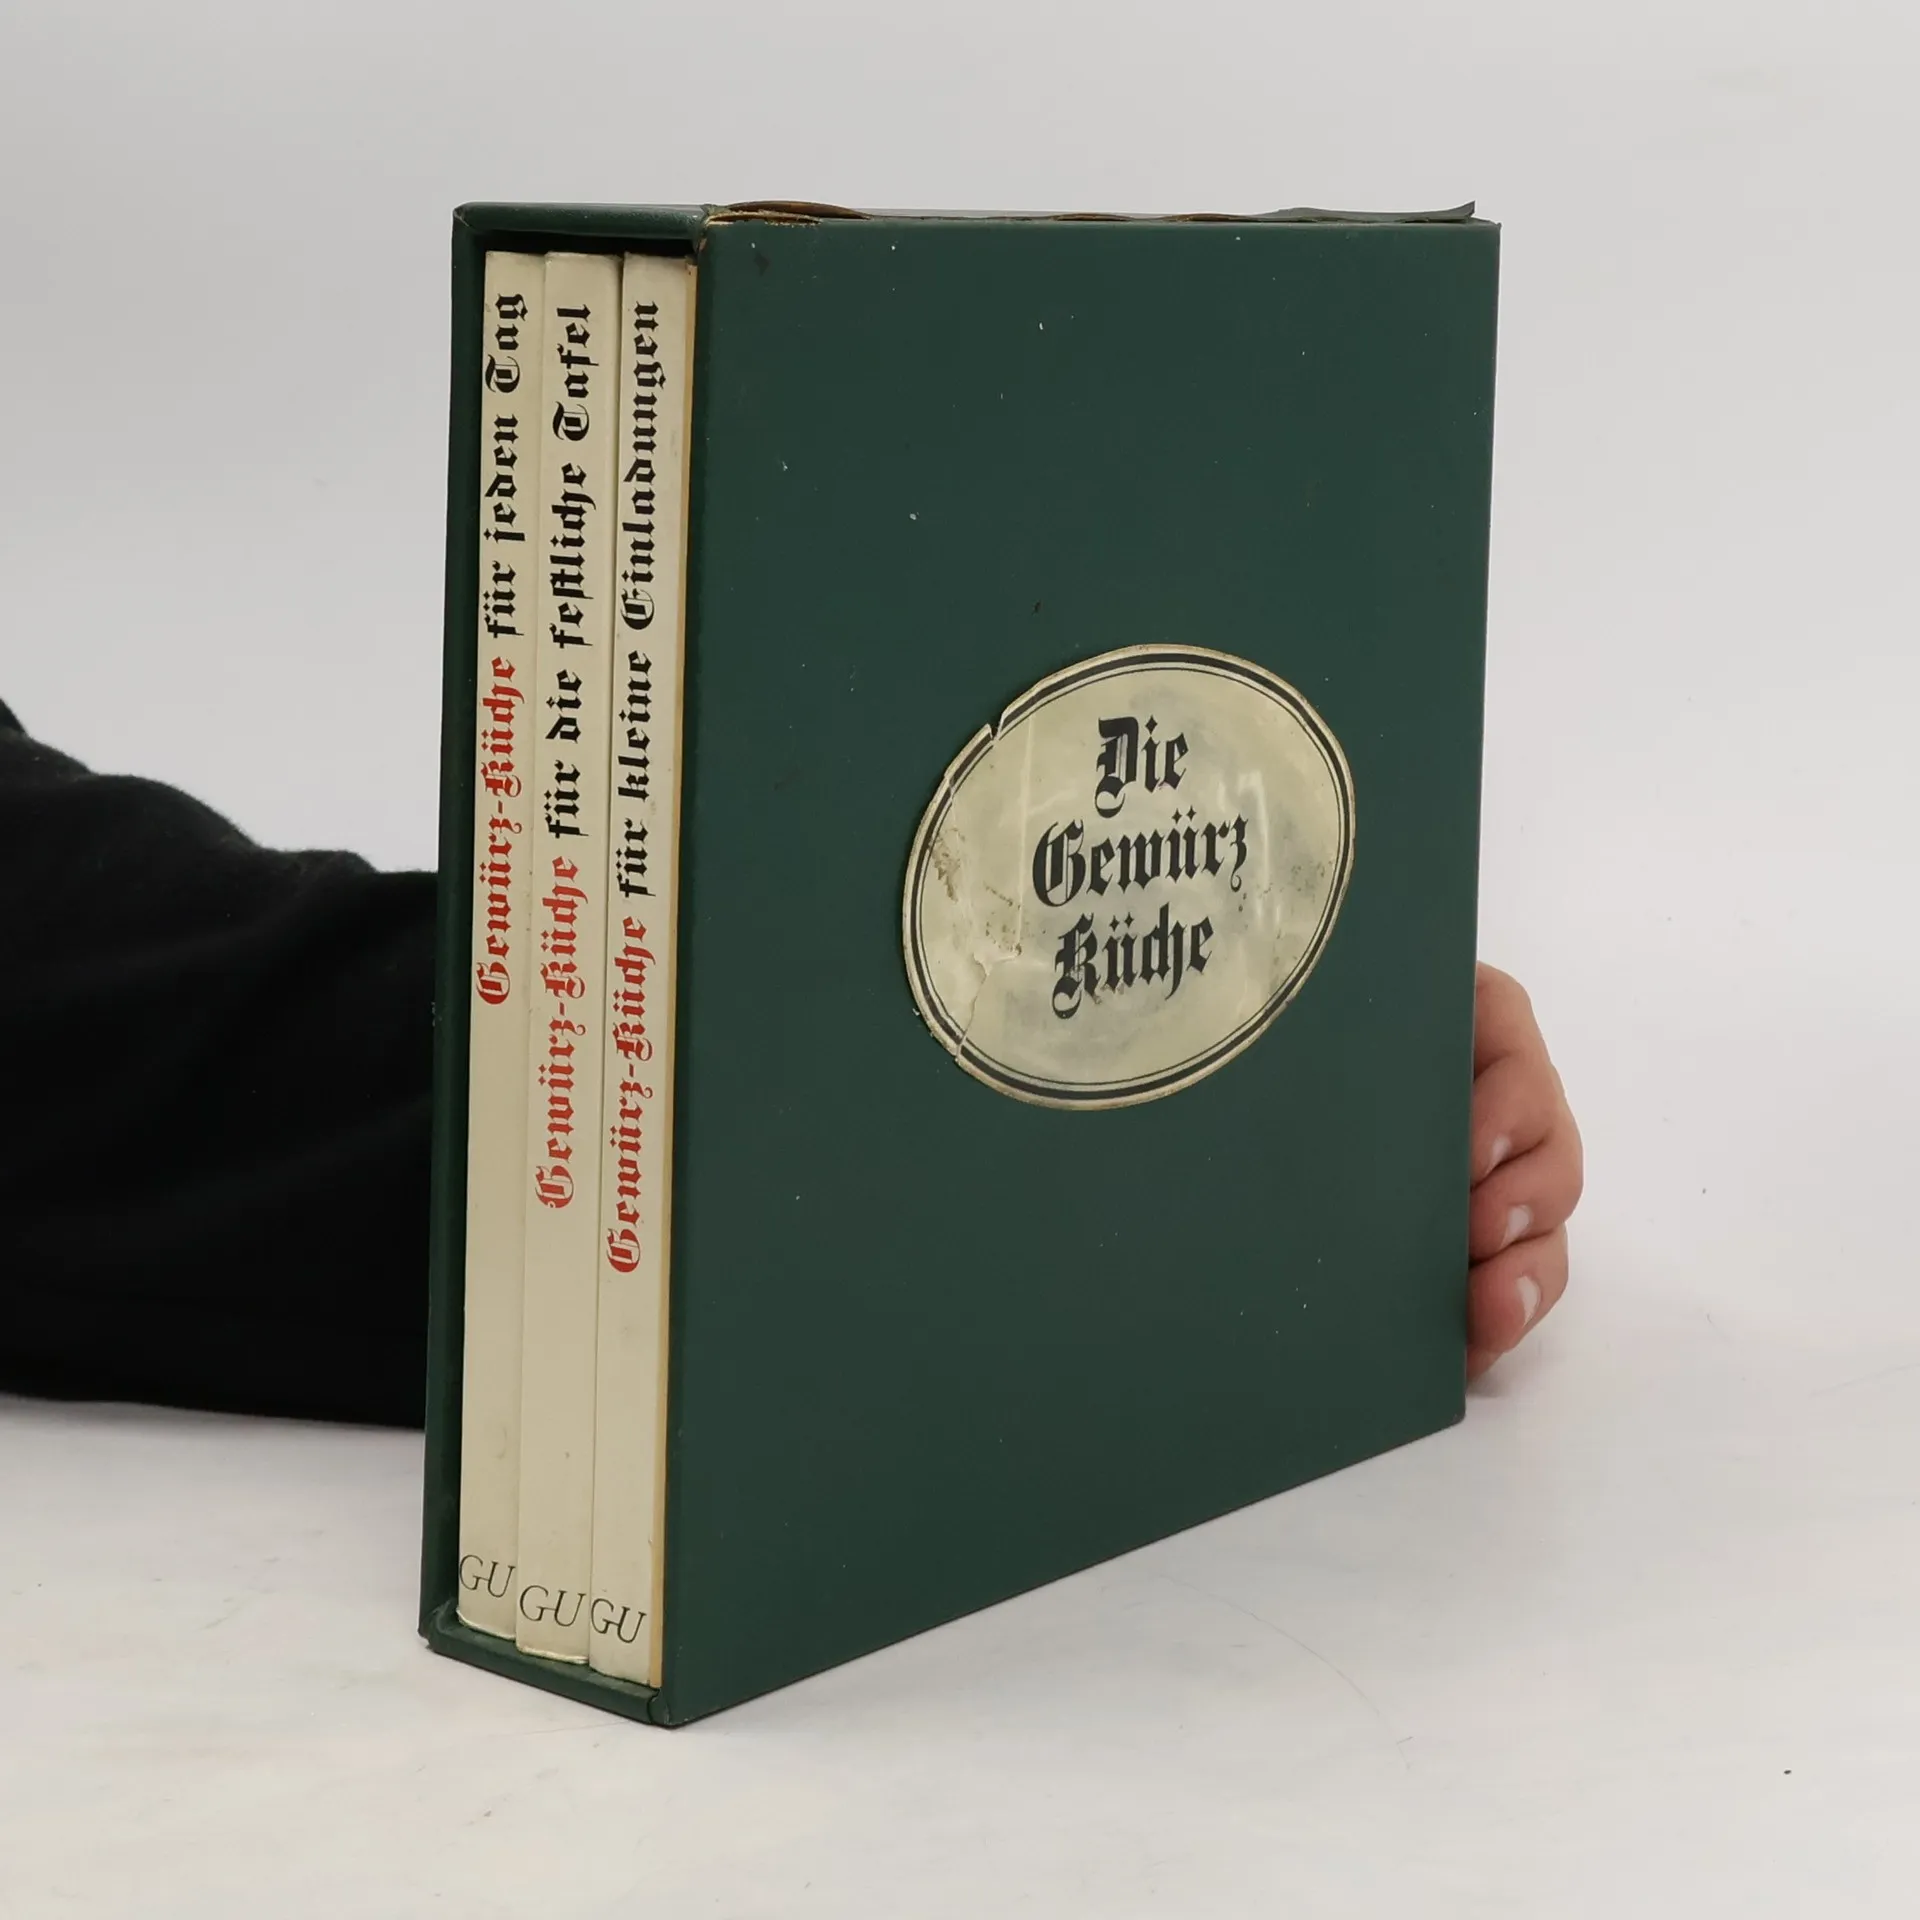 Gewürz-Küche für jeden Tag
GU
Gewürz-Küche für die festliche Tafel
GU
Gewürz-Küche für kleine Einladungen
GU
Die
Gewürz
Küche